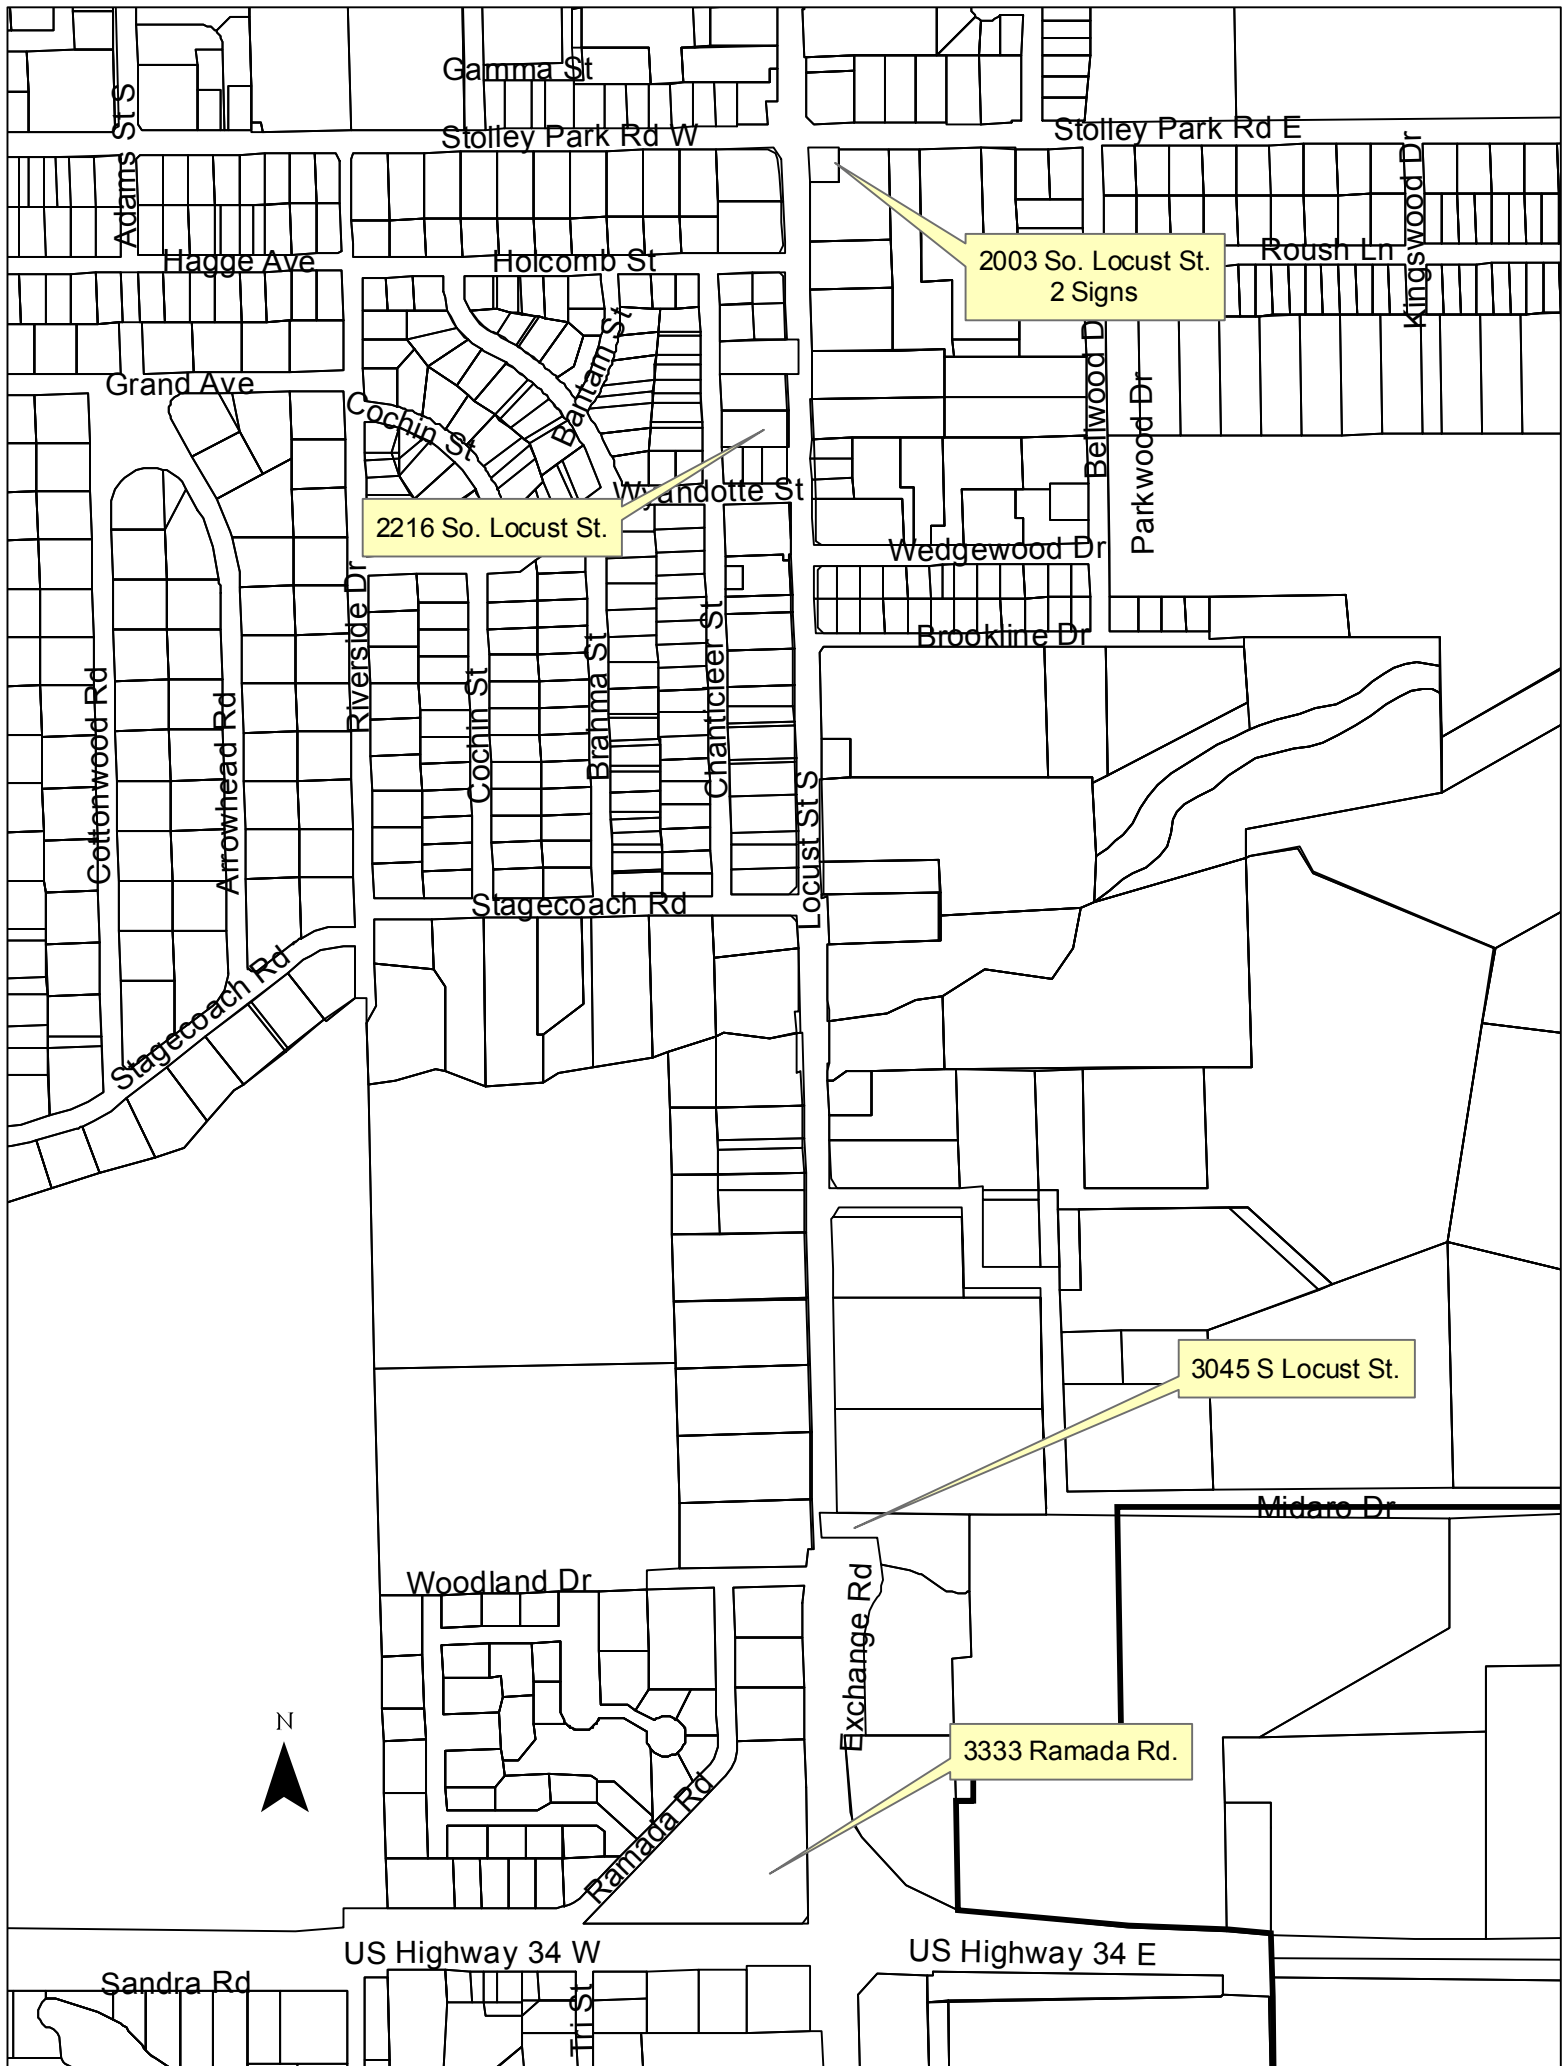 Gamma St
Stolley Park Rd W
Stolley Park Rd E
Adams St S
Kingswood Dr
Hagge Ave
Holcomb St
2003 So. Locust St.
2 Signs
Roush Ln
Grand Ave
Bantam St
Cochin St
Bellwood D
Parkwood Dr
2216 So. Locust St.
Wyandotte St
Wedgewood Dr
Riverside Dr
Brookline Dr
Cottonwood Rd
Arrowhead Rd
Cochin St
Brahma St
Chanticleer St
Locust St S
Stagecoach Rd
Stagecoach Rd
3045 S Locust St.
Midaro Dr
Woodland Dr
Exchange Rd
N
3333 Ramada Rd.
Ramada Rd
US Highway 34 W
US Highway 34 E
Sandra Rd
Tri St